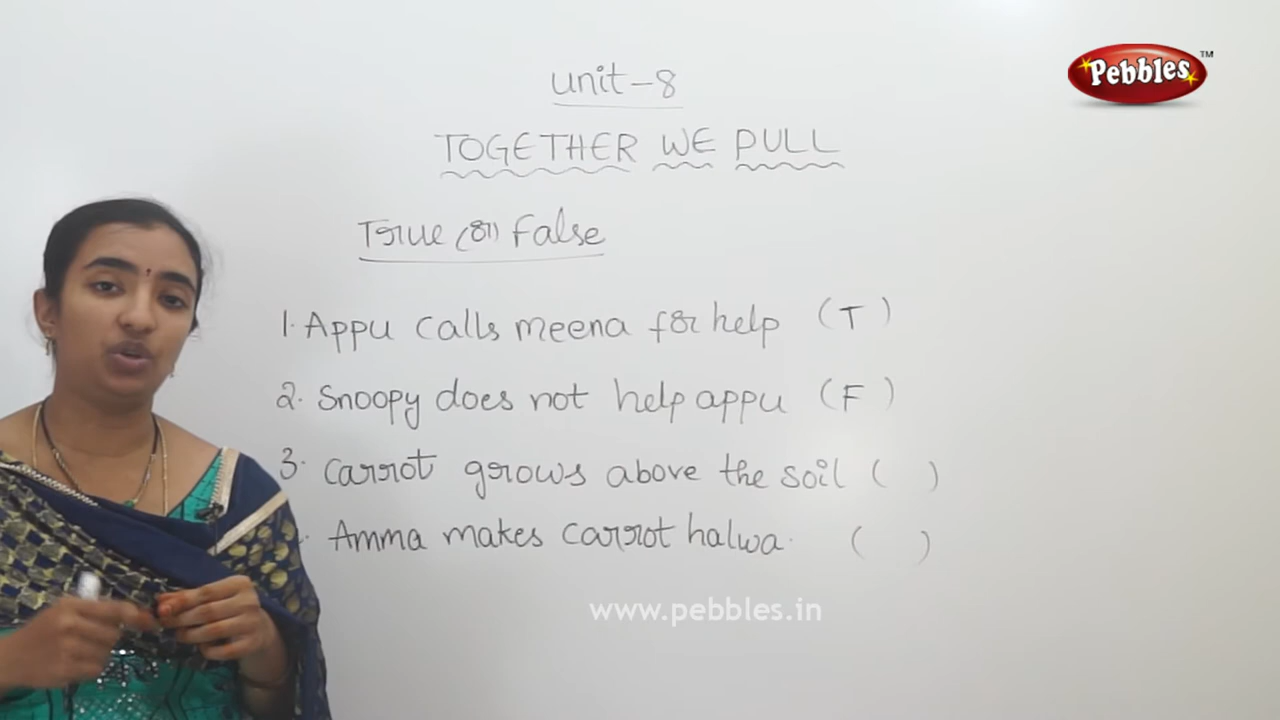 Pebbles™
Unit-8
TOGETHER WE PULL
True (or) False
1. Appu calls meena for help (T)
2. Snoopy does not help appu (F)
3. carrot grows above the soil ( )
. Amma makes carrot halwa. ( )
www.pebbles.in